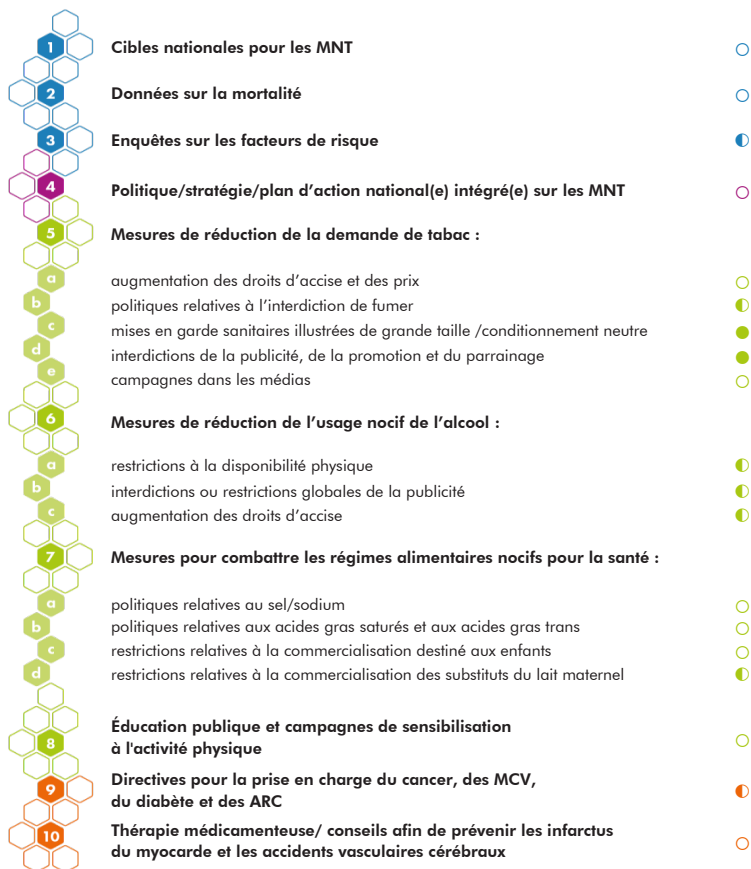 1 Cibles nationales pour les MNT
2 Données sur la mortalité
3 Enquêtes sur les facteurs de risque
4 Politique/stratégie/plan d'action national(e) intégré(e) sur les MNT
5 Mesures de réduction de la demande de tabac :
a augmentation des droits d'accise et des prix
b politiques relatives à l'interdiction de fumer
c mises en garde sanitaires illustrées de grande taille /conditionnement neutre
d interdictions de la publicité, de la promotion et du parrainage
e campagnes dans les médias
6 Mesures de réduction de l'usage nocif de l'alcool :
a restrictions à la disponibilité physique
b interdictions ou restrictions globales de la publicité
c augmentation des droits d'accise
7 Mesures pour combattre les régimes alimentaires nocifs pour la santé :
a politiques relatives au sel/sodium
b politiques relatives aux acides gras saturés et aux acides gras trans
c restrictions relatives à la commercialisation destiné aux enfants
d restrictions relatives à la commercialisation des substituts du lait maternel
8 Éducation publique et campagnes de sensibilisation
à l'activité physique
9 Directives pour la prise en charge du cancer, des MCV,
du diabète et des ARC
10 Thérapie médicamenteuse/ conseils afin de prévenir les infarctus
du myocarde et les accidents vasculaires cérébraux